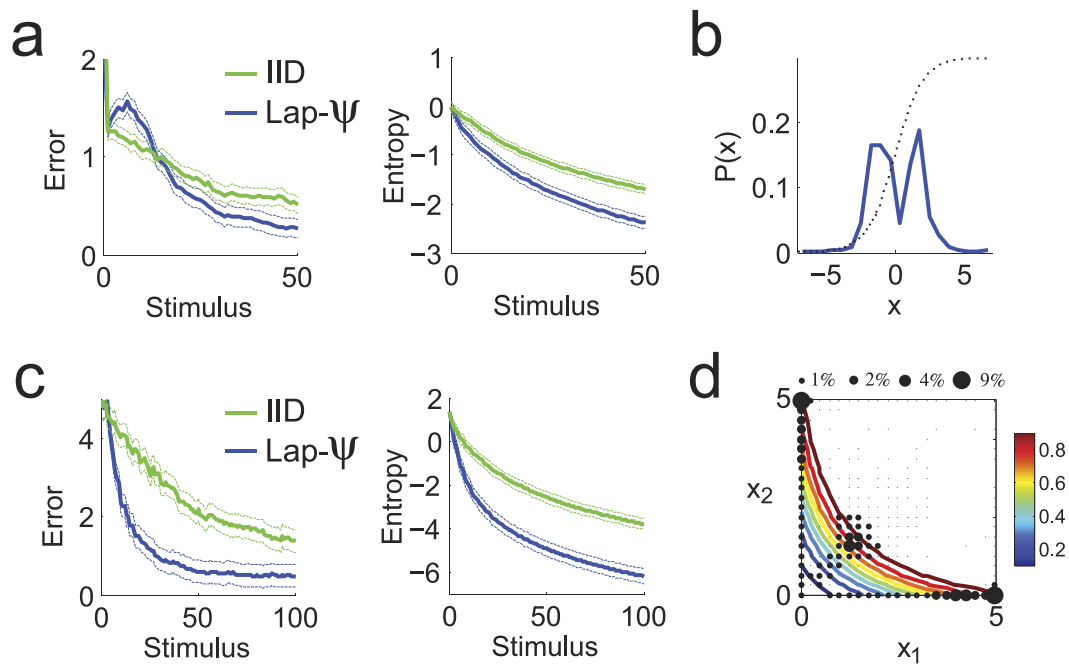 a
2
1
0
Error
IID
Lap-Ψ
0
50
Stimulus
1
0
−1
−2
−3
Entropy
0
50
Stimulus
b
0.2
0.1
0
P(x)
−5
0
5
x
c
4
2
0
Error
IID
Lap-Ψ
0
50
100
Stimulus
2
0
−2
−4
−6
Entropy
0
50
100
Stimulus
d
1%
2%
4%
9%
5
x2
0
0
5
x1
0.8
0.6
0.4
0.2